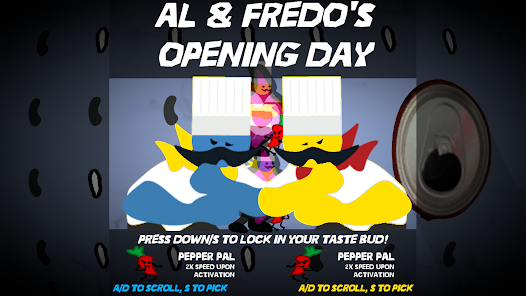 AL & FREDO'S
OPENING DAY
PRESS DOWN/S TO LOCK IN YOUR TASTE BUD!
PEPPER PAL
2X SPEED UPON
ACTIVATION
A/D TO SCROLL, S TO PICK
PEPPER PAL
2X SPEED UPON
ACTIVATION
A/D TO SCROLL, S TO PICK